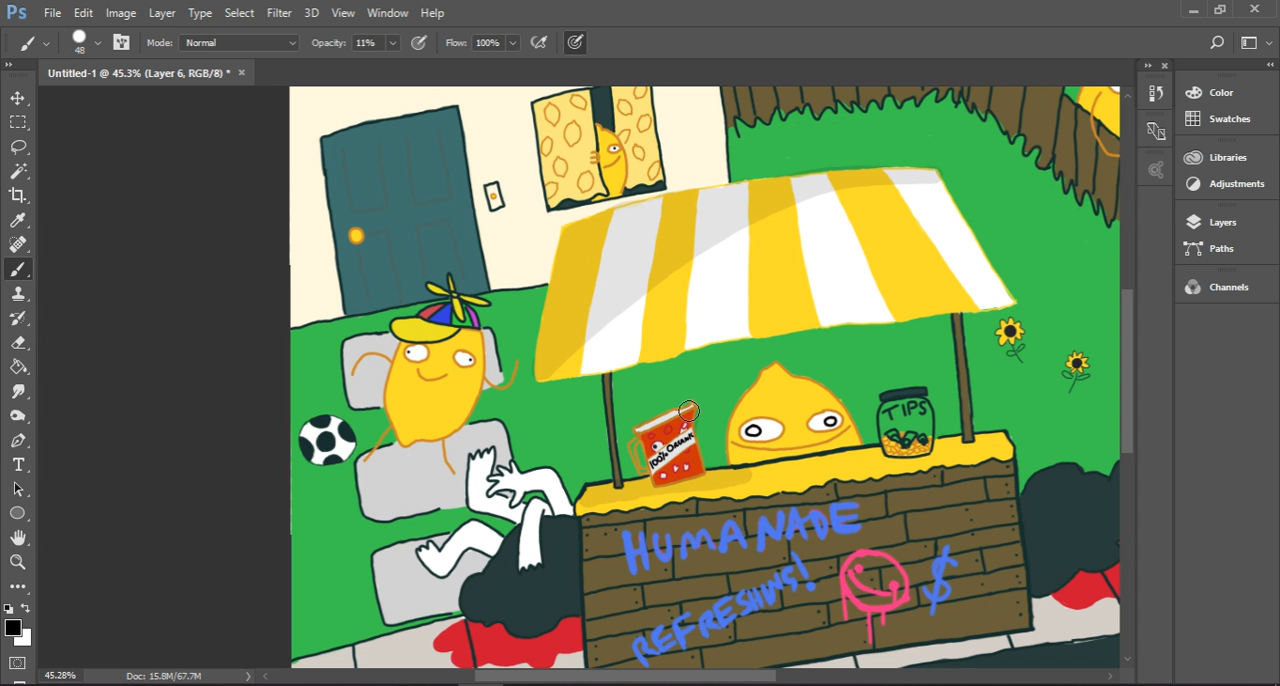 Ps File Edit Image Layer Type Select Filter 3D View Window Help
48 Mode: Normal Opacity: 11% Flow: 100%
Untitled-1 @ 45.3% (Layer 6, RGB/8) *
Color
Swatches
Libraries
Adjustments
Layers
Paths
Channels
TIPS
HUMANADE
REFRESHING!
$
45.28% Doc: 15.8M/67.7M